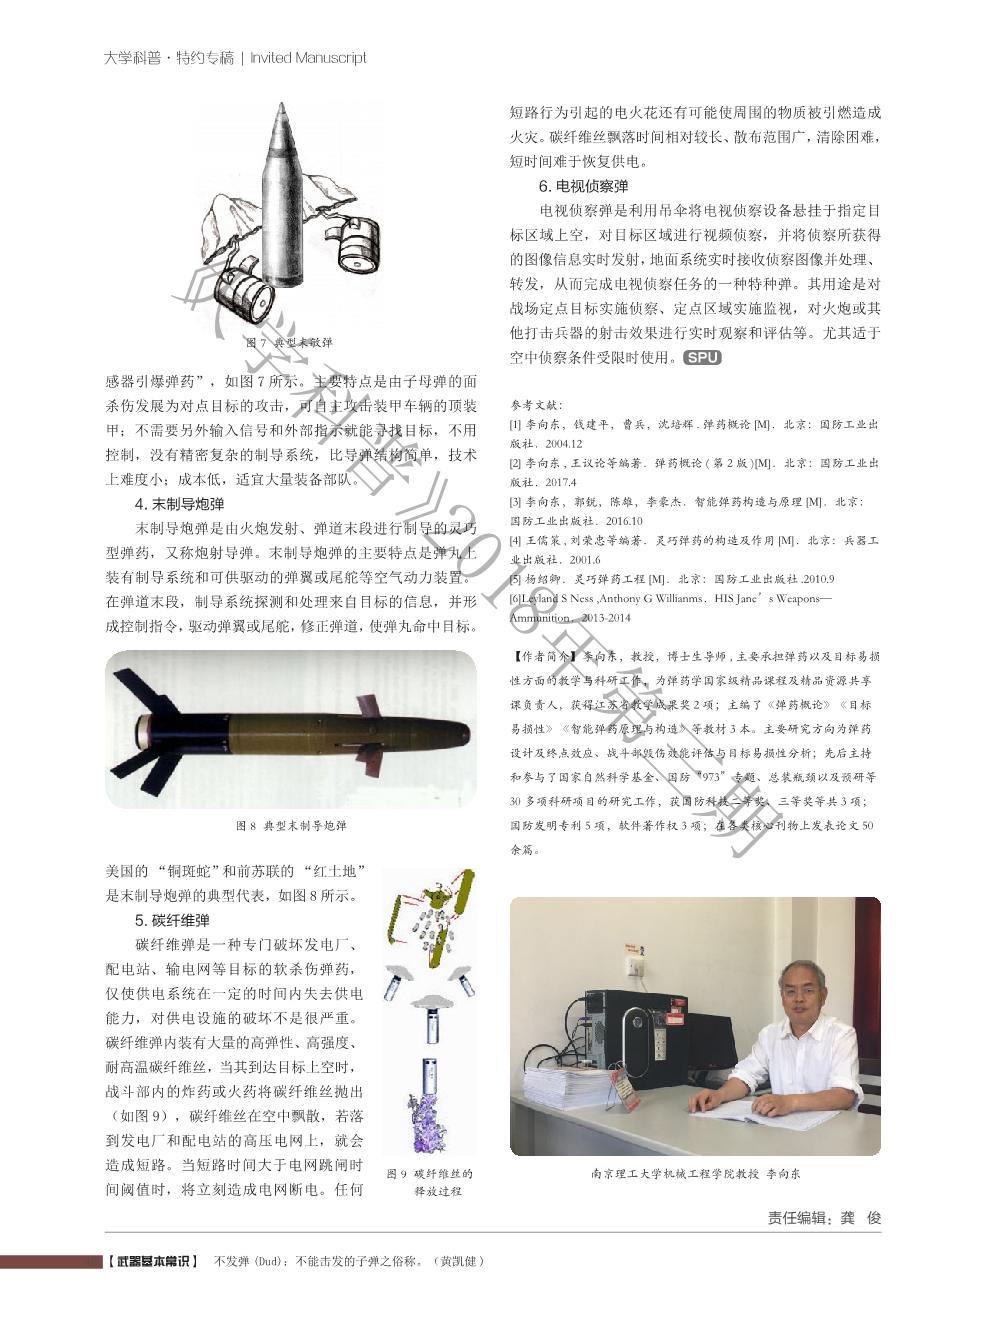 大学科普·特约专稿 | Invited Manuscript
图 7 典型末敏弹
感器引爆弹药”，如图 7 所示。主要特点是由子母弹的面
杀伤发展为对点目标的攻击，可自主攻击装甲车辆的顶装
甲；不需要另外输入信号和外部指示就能寻找目标，不用
控制，没有精密复杂的制导系统，比导弹结构简单，技术
上难度小；成本低，适宜大量装备部队。
4. 末制导炮弹
末制导炮弹是由火炮发射、弹道末段进行制导的灵巧
型弹药，又称炮射导弹。末制导炮弹的主要特点是弹丸上
装有制导系统和可供驱动的弹翼或尾舵等空气动力装置。
在弹道末段，制导系统探测和处理来自目标的信息，并形
成控制指令，驱动弹翼或尾舵，修正弹道，使弹丸命中目标。
图 8 典型末制导炮弹
美国的 “铜斑蛇”和前苏联的 “红土地”
是末制导炮弹的典型代表，如图 8 所示。
5. 碳纤维弹
碳纤维弹是一种专门破坏发电厂、
配电站、输电网等目标的软杀伤弹药，
仅使供电系统在一定的时间内失去供电
能力，对供电设施的破坏不是很严重。
碳纤维弹内装有大量的高弹性、高强度、
耐高温碳纤维丝，当其到达目标上空时，
战斗部内的炸药或火药将碳纤维丝抛出
（如图 9），碳纤维丝在空中飘散，若落
到发电厂和配电站的高压电网上，就会
造成短路。当短路时间大于电网跳闸时
间阈值时，将立刻造成电网断电。任何
图 9 碳纤维丝的
释放过程
短路行为引起的电火花还有可能使周围的物质被引燃造成
火灾。碳纤维丝飘落时间相对较长、散布范围广，清除困难，
短时间难于恢复供电。
6. 电视侦察弹
电视侦察弹是利用吊伞将电视侦察设备悬挂于指定目
标区域上空，对目标区域进行视频侦察，并将侦察所获得
的图像信息实时发射，地面系统实时接收侦察图像并处理、
转发，从而完成电视侦察任务的一种特种弹。其用途是对
战场定点目标实施侦察、定点区域实施监视，对火炮或其
他打击兵器的射击效果进行实时观察和评估等。尤其适于
空中侦察条件受限时使用。 SPU
参考文献：
[1] 李向东，钱建平，曹兵，沈培辉 . 弹药概论 [M]．北京：国防工业出
版社．2004.12
[2] 李向东 , 王议论等编著．弹药概论 ( 第 2 版 )[M]．北京：国防工业出
版社．2017.4
[3] 李向东，郭锐，陈雄，李豪杰．智能弹药构造与原理 [M]．北京：
国防工业出版社．2016.10
[4] 王儒策 , 刘荣忠等编著．灵巧弹药的构造及作用 [M]．北京：兵器工
业出版社．2001.6
[5] 杨绍卿．灵巧弹药工程 [M]．北京：国防工业出版社 .2010.9
[6]Leyland S Ness ,Anthony G Willianms．HIS Jane’s Weapons—
Ammunition．2013-2014
【作者简介】李向东，教授，博士生导师 , 主要承担弹药以及目标易损
性方面的教学与科研工作，为弹药学国家级精品课程及精品资源共享
课负责人，获得江苏省教学成果奖 2 项；主编了《弹药概论》《目标
易损性》《智能弹药原理与构造》等教材 3 本。主要研究方向为弹药
设计及终点效应、战斗部毁伤效能评估与目标易损性分析；先后主持
和参与了国家自然科学基金、国防“973”专题、总装瓶颈以及预研等
30 多项科研项目的研究工作，获国防科技二等奖、三等奖等共 3 项；
国防发明专利 5 项，软件著作权 3 项；在各类核心刊物上发表论文 50
余篇。
南京理工大学机械工程学院教授 李向东
责任编辑：龚 俊
【武器基本常识】 不发弹 (Dud)：不能击发的子弹之俗称。（黄凯健）
《大学科普》2018年第二期